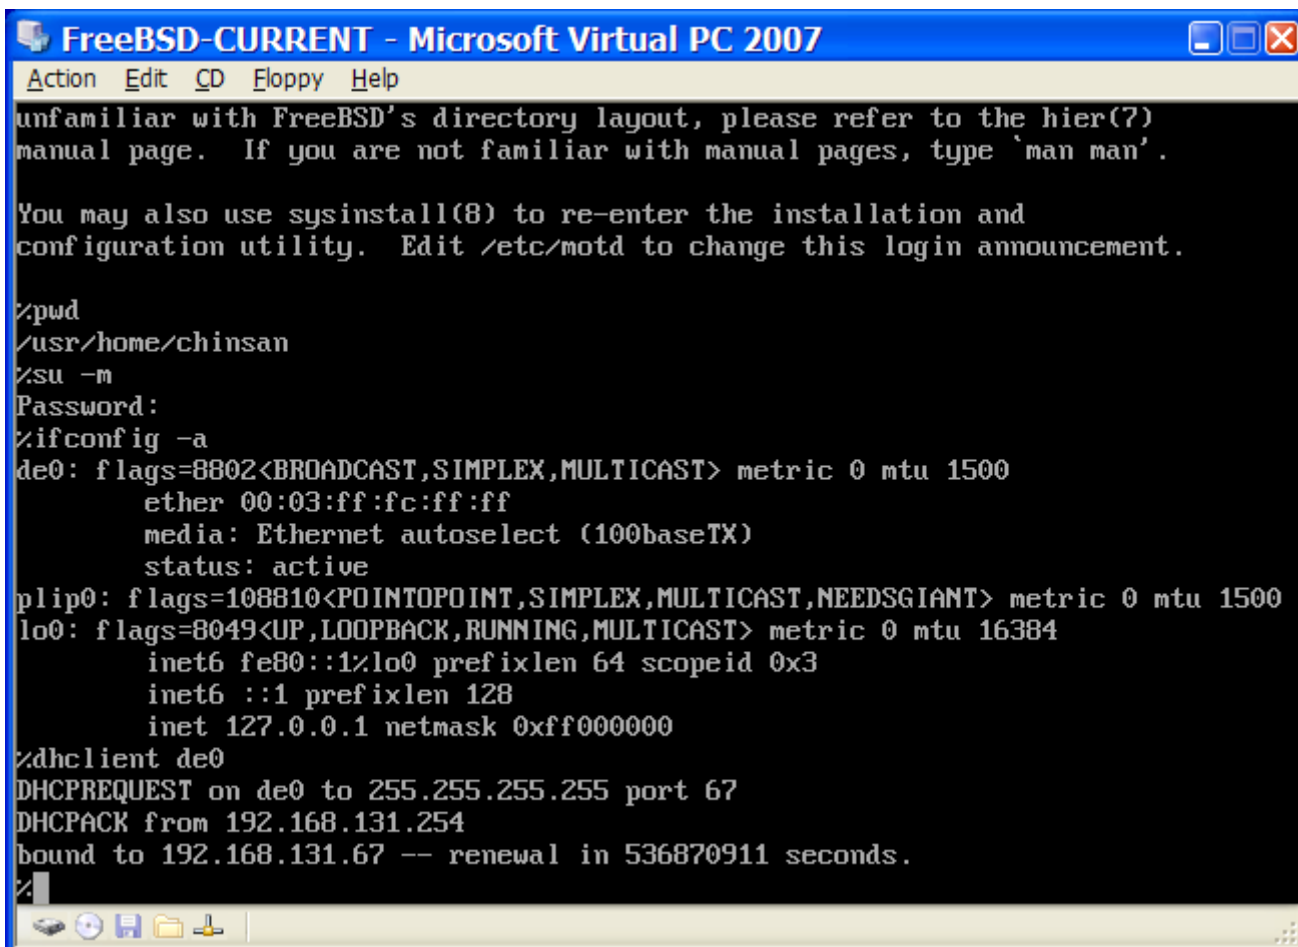 FreeBSD-CURRENT - Microsoft Virtual PC 2007
Action Edit CD Floppy Help
unfamiliar with FreeBSD's directory layout, please refer to the hier(7)
manual page.  If you are not familiar with manual pages, type `man man'.
You may also use sysinstall(8) to re-enter the installation and
configuration utility.  Edit /etc/motd to change this login announcement.
%pwd
/usr/home/chinsan
%su -m
Password:
%ifconfig -a
de0: flags=8802<BROADCAST,SIMPLEX,MULTICAST> metric 0 mtu 1500
        ether 00:03:ff:fc:ff:ff
        media: Ethernet autoselect (100baseTX)
        status: active
plip0: flags=108810<POINTOPOINT,SIMPLEX,MULTICAST,NEEDSGIANT> metric 0 mtu 1500
lo0: flags=8049<UP,LOOPBACK,RUNNING,MULTICAST> metric 0 mtu 16384
        inet6 fe80::1%lo0 prefixlen 64 scopeid 0x3
        inet6 ::1 prefixlen 128
        inet 127.0.0.1 netmask 0xff000000
%dhclient de0
DHCPREQUEST on de0 to 255.255.255.255 port 67
DHCPACK from 192.168.131.254
bound to 192.168.131.67 -- renewal in 536870911 seconds.
%